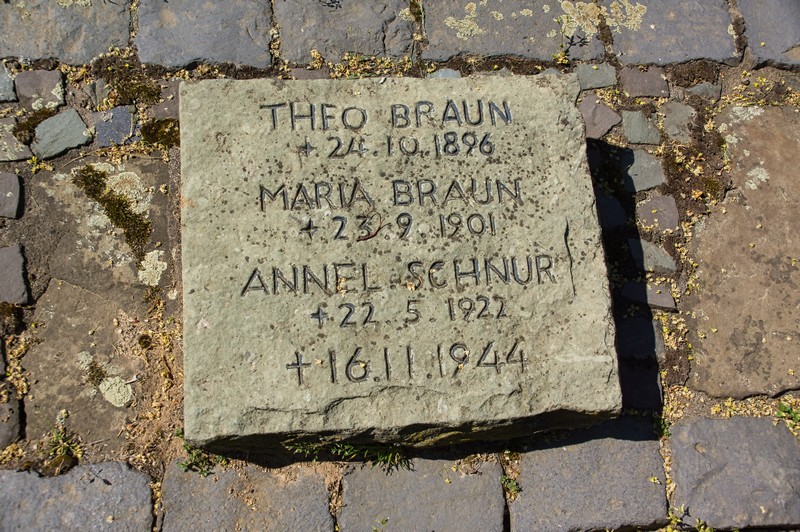 THEO BRAUN
+ 24.10.1896
MARIA BRAUN
+ 23.9.1901
ANNEL. SCHNUR
+ 22.5.1922
+ 16.11.1944